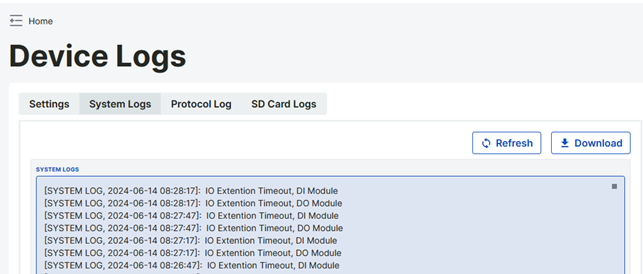 Home
Device Logs
Settings System Logs Protocol Log SD Card Logs
Refresh Download
SYSTEM LOGS
[SYSTEM LOG, 2024-06-14 08:28:17]: IO Extention Timeout, DI Module
[SYSTEM LOG, 2024-06-14 08:28:17]: IO Extention Timeout, DO Module
[SYSTEM LOG, 2024-06-14 08:27:47]: IO Extention Timeout, DI Module
[SYSTEM LOG, 2024-06-14 08:27:47]: IO Extention Timeout, DO Module
[SYSTEM LOG, 2024-06-14 08:27:17]: IO Extention Timeout, DI Module
[SYSTEM LOG, 2024-06-14 08:27:17]: IO Extention Timeout, DO Module
[SYSTEM LOG, 2024-06-14 08:26:47]: IO Extention Timeout, DI Module